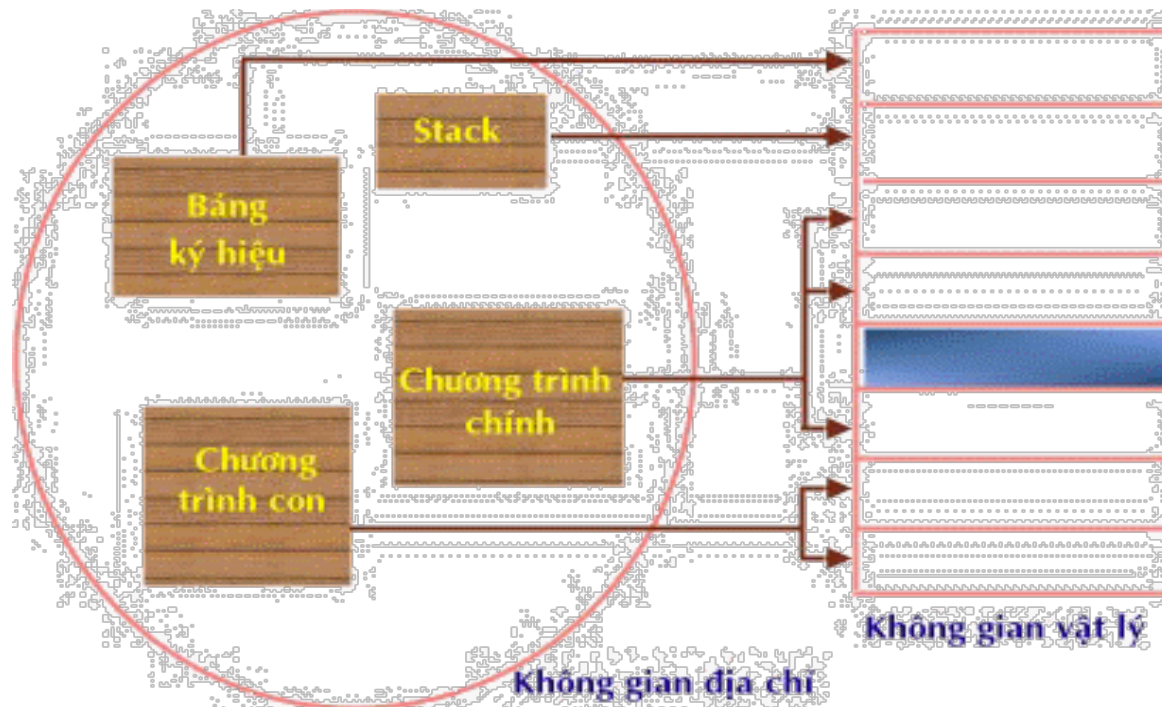 Stack
Bảng
ký hiệu
Chương trình
chính
Chương
trình con
Không gian vật lý
Không gian địa chỉ